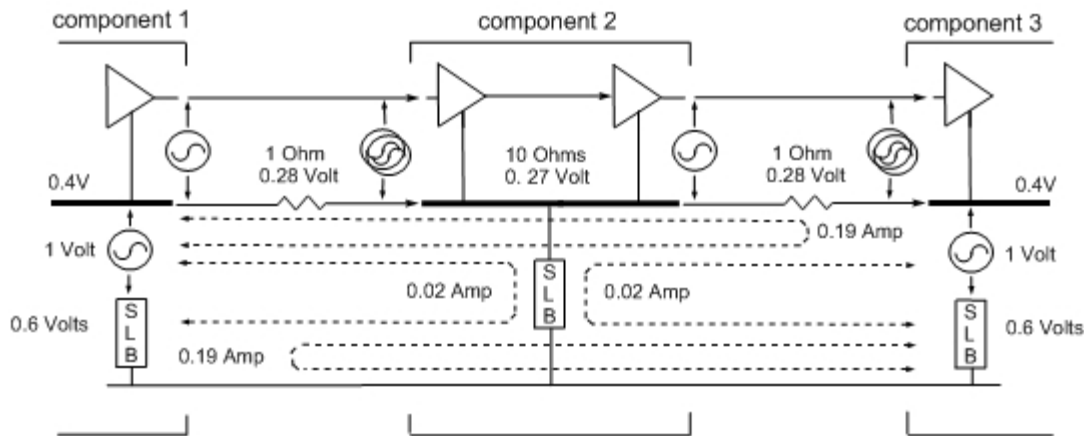 component 1
component 2
component 3
1 Ohm
0.28 Volt
10 Ohms
0. 27 Volt
1 Ohm
0.28 Volt
0.4V
0.4V
0.19 Amp
1 Volt
1 Volt
0.02 Amp
0.02 Amp
S
L
B
0.6 Volts
S
L
B
S
L
B
0.6 Volts
0.19 Amp